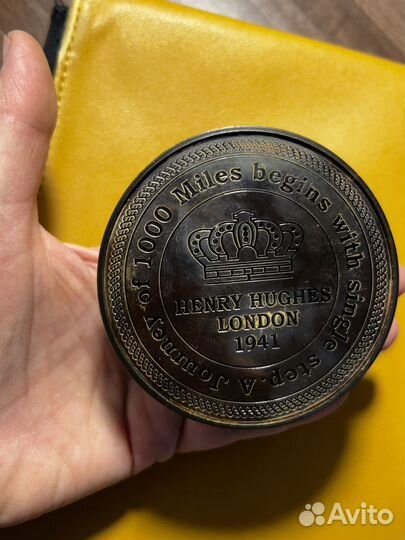 A Journey of 1000 Miles begins with single step.
HENRY HUGHES
LONDON
1941
Avito